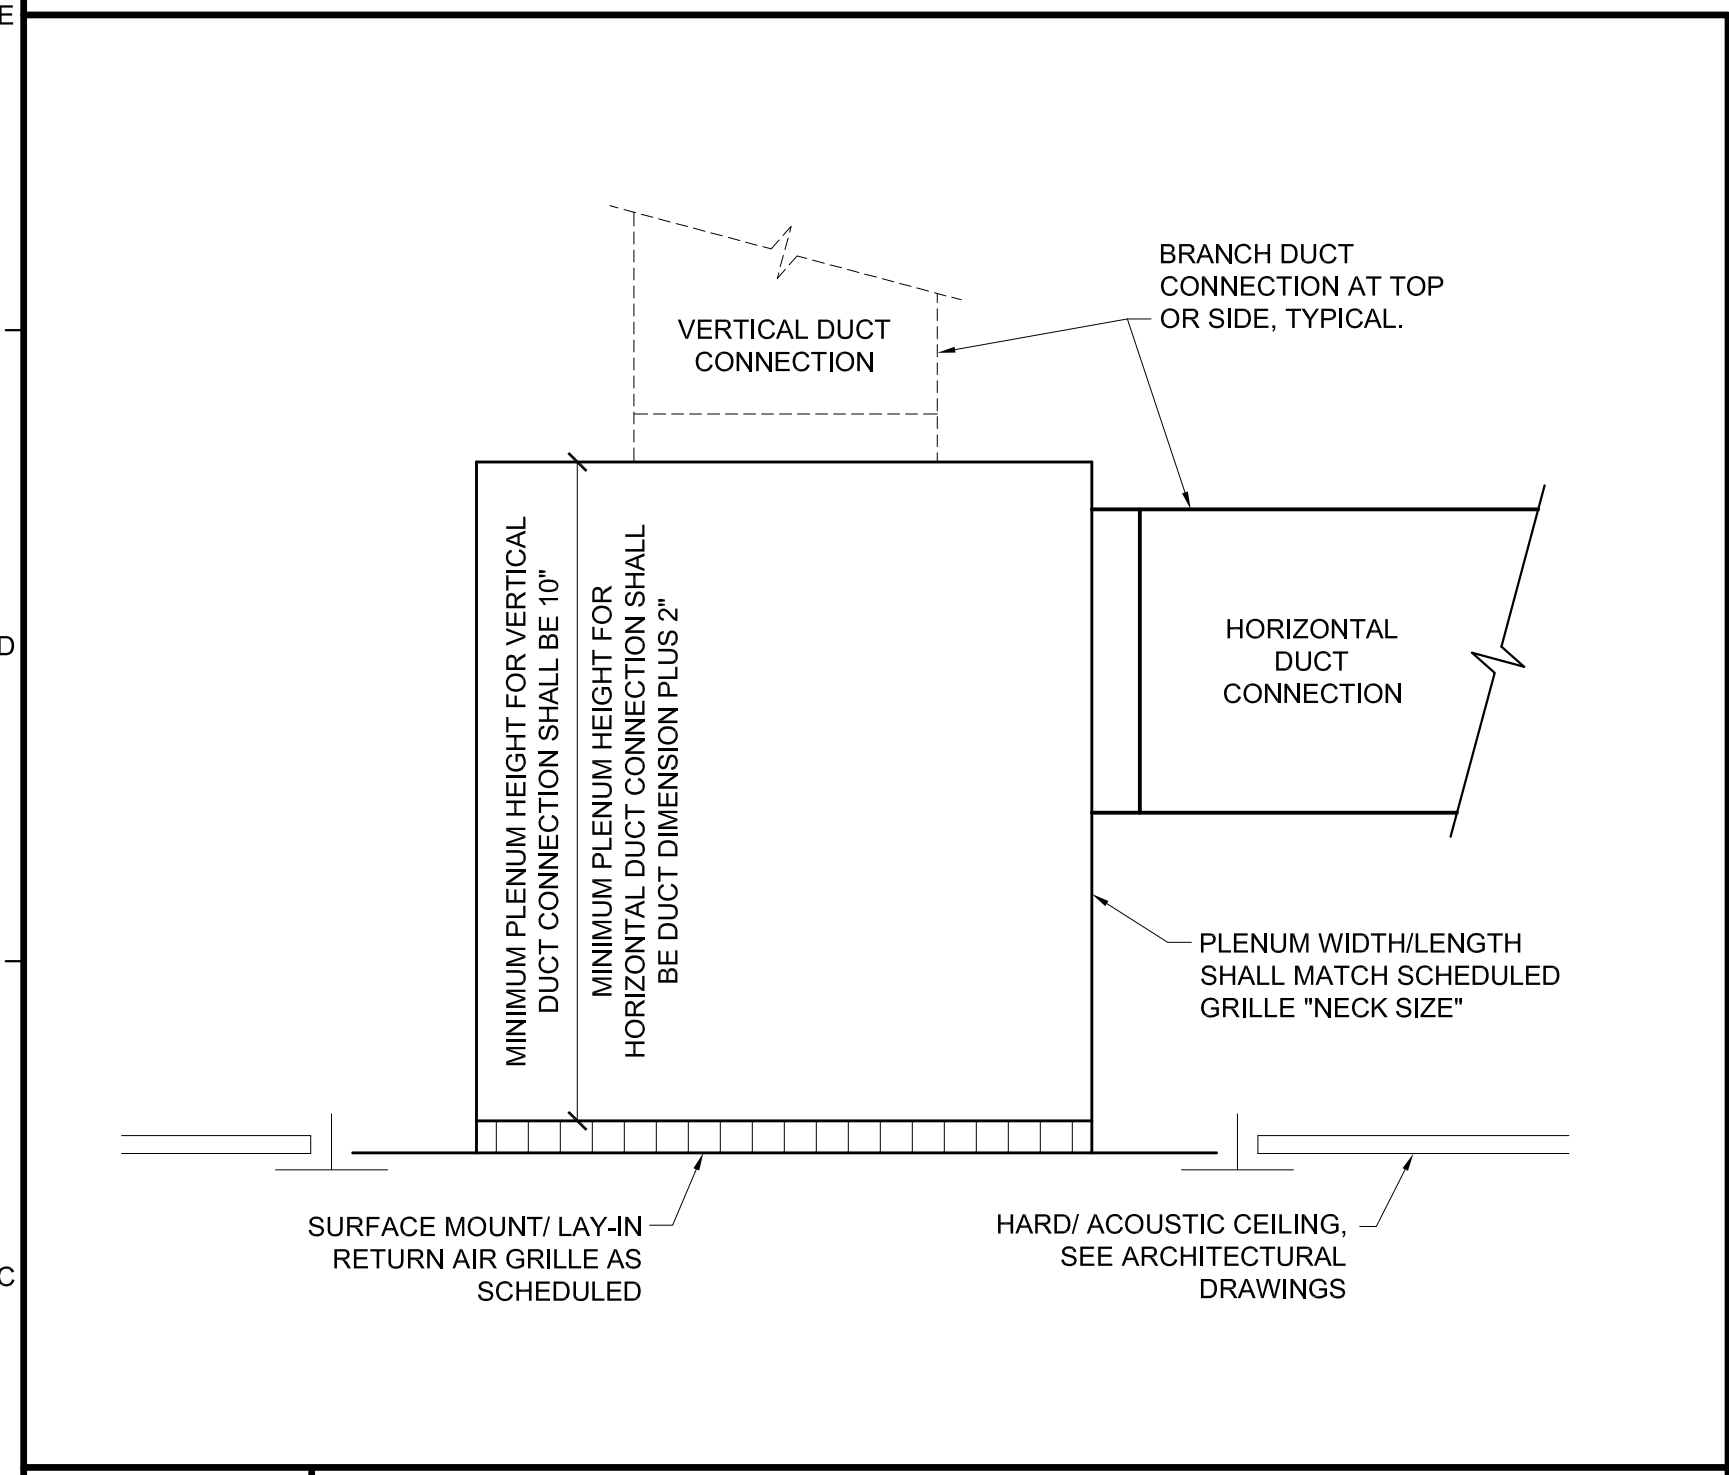 E
BRANCH DUCT
CONNECTION AT TOP
OR SIDE, TYPICAL.
VERTICAL DUCT
CONNECTION
MINIMUM PLENUM HEIGHT FOR VERTICAL
DUCT CONNECTION SHALL BE 10"
MINIMUM PLENUM HEIGHT FOR
HORIZONTAL DUCT CONNECTION SHALL
BE DUCT DIMENSION PLUS 2"
HORIZONTAL
DUCT
CONNECTION
D
PLENUM WIDTH/LENGTH
SHALL MATCH SCHEDULED
GRILLE "NECK SIZE"
SURFACE MOUNT/ LAY-IN
RETURN AIR GRILLE AS
SCHEDULED
HARD/ ACOUSTIC CEILING,
SEE ARCHITECTURAL
DRAWINGS
C